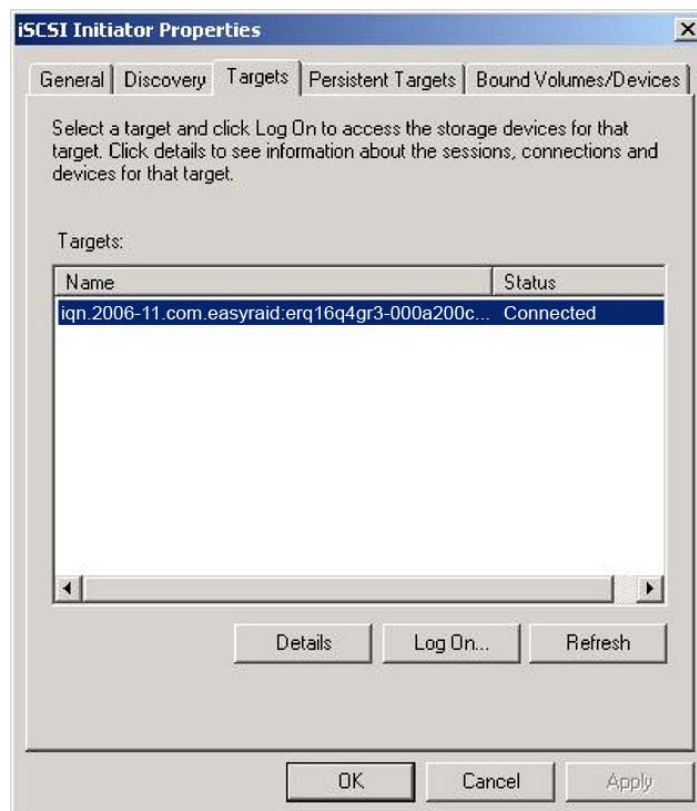 iSCSI Initiator Properties
General Discovery Targets Persistent Targets Bound Volumes/Devices
Select a target and click Log On to access the storage devices for that
target. Click details to see information about the sessions, connections and
devices for that target.
Targets:
Name Status
iqn.2006-11.com.easyraid:erq16q4gr3-000a200c... Connected
Details Log On... Refresh
OK Cancel Apply